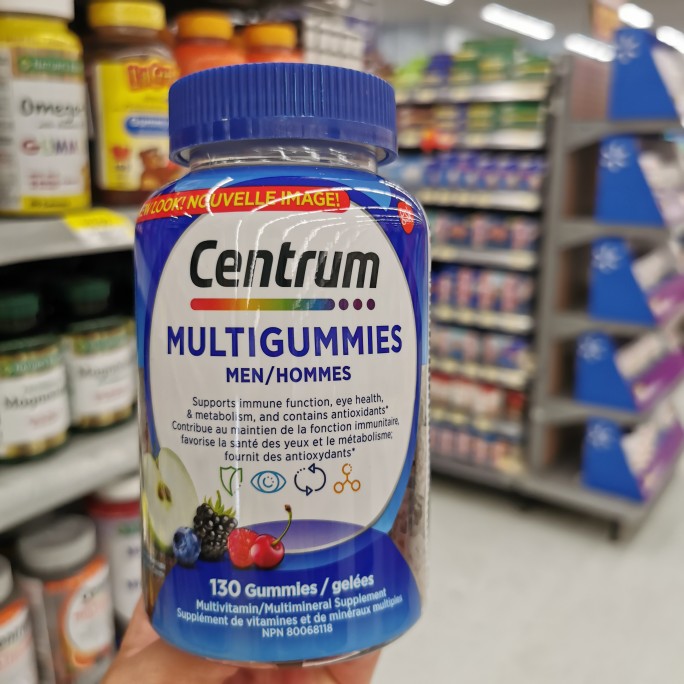 EW LOOK! NOUVELLE IMAGE!
Centrum
MULTIGUMMIES
MEN/HOMMES
Supports immune function, eye health,
& metabolism, and contains antioxidants*
Contribue au maintien de la fonction immunitaire,
favorise la santé des yeux et le métabolisme;
fournit des antioxydants*
130 Gummies / gelées
Multivitamin/Multimineral Supplement
Supplément de vitamines et de minéraux multiples
NPN 80068118
Omega